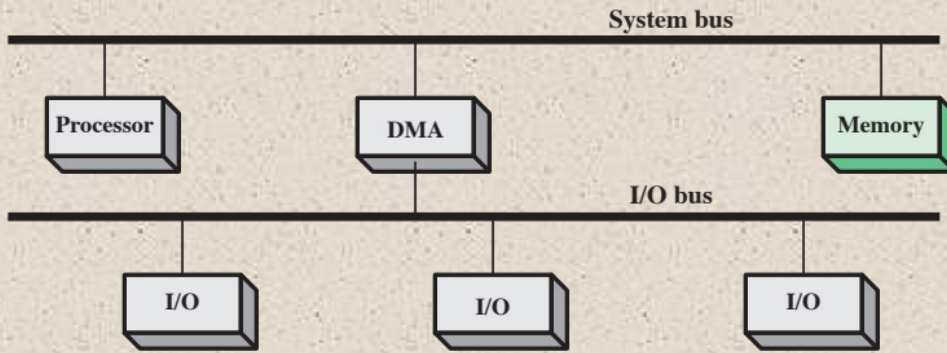 System bus
Processor
DMA
Memory
I/O bus
I/O
I/O
I/O